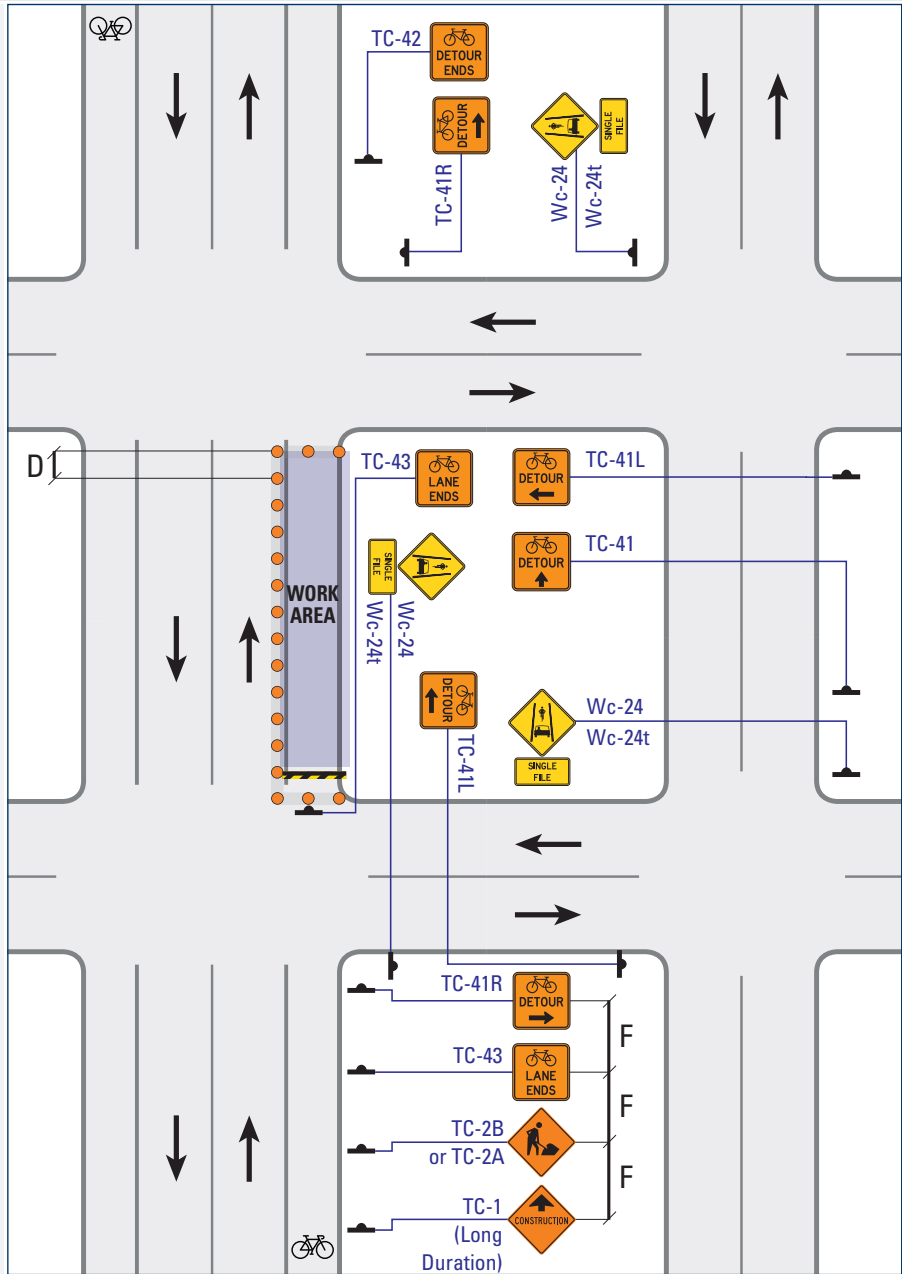 TC-42
DETOUR
ENDS
DETOUR
TC-41R
SINGLE
FILE
Wc-24
Wc-24t
D
TC-43
LANE
ENDS
TC-41L
DETOUR
TC-41
DETOUR
SINGLE
FILE
Wc-24
Wc-24t
WORK
AREA
DETOUR
TC-41L
Wc-24
Wc-24t
SINGLE
FILE
TC-41R
DETOUR
F
TC-43
LANE
ENDS
F
TC-2B
or TC-2A
F
TC-1
(Long
Duration)
CONSTRUCTION